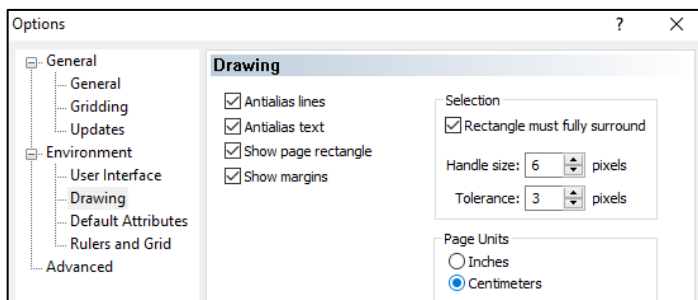 Options
?
General
General
Gridding
Updates
Environment
User Interface
Drawing
Default Attributes
Rulers and Grid
Advanced
Drawing
Antialias lines
Antialias text
Show page rectangle
Show margins
Selection
Rectangle must fully surround
Handle size: 6 pixels
Tolerance: 3 pixels
Page Units
Inches
Centimeters